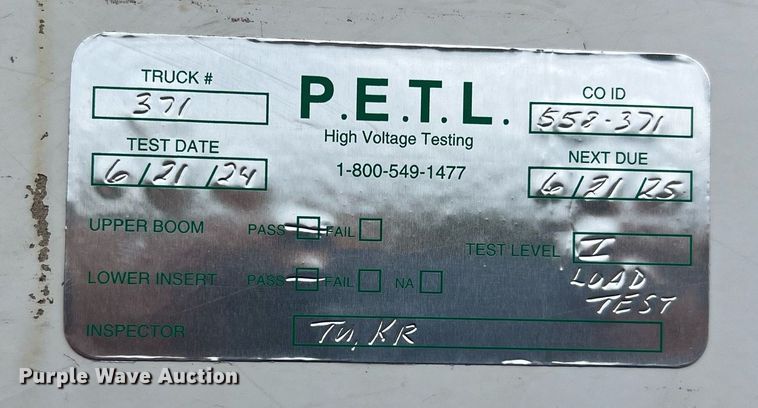 TRUCK #
371
P.E.T.L.
High Voltage Testing
1-800-549-1477
CO ID
558-371
TEST DATE
6/21/24
NEXT DUE
6/21/25
UPPER BOOM PASS FAIL
TEST LEVEL I
LOAD
TEST
LOWER INSERT PASS FAIL NA
INSPECTOR KR
Purple Wave Auction